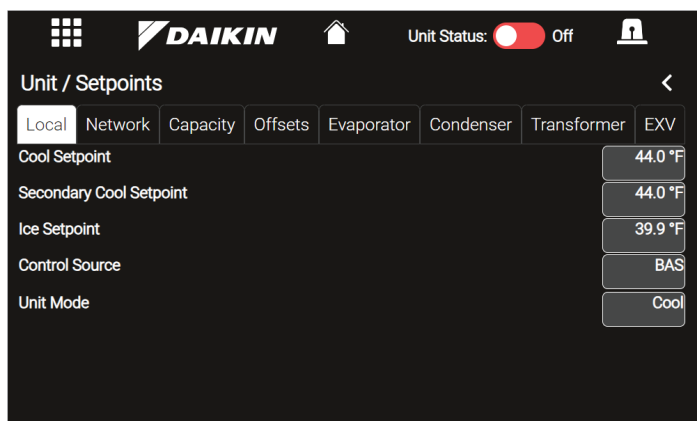 DAIKIN Unit Status: Off
Unit / Setpoints
Local Network Capacity Offsets Evaporator Condenser Transformer EXV
Cool Setpoint 44.0 °F
Secondary Cool Setpoint 44.0 °F
Ice Setpoint 39.9 °F
Control Source BAS
Unit Mode Cool